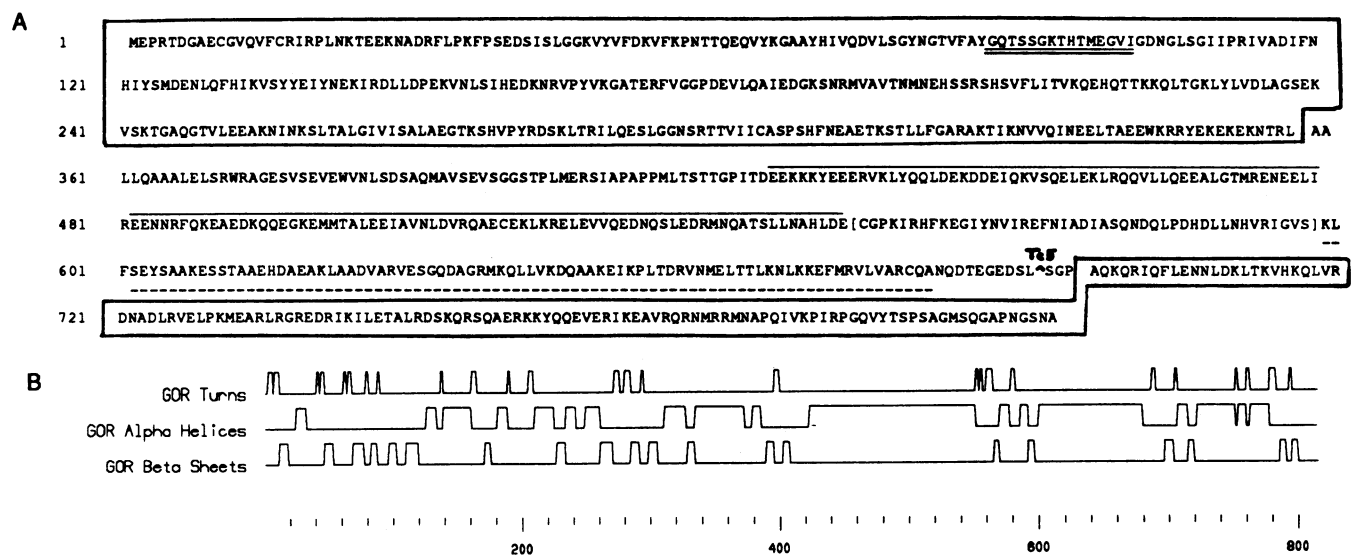 A
1 MEPRTDGAECGVQVFCRIRPLNKTEEKNADRFLPKFPSEDSISLGGKVYVFDKVFKPNTTQEQVYKGAAYHIVQDVLSGYNGTVFAYGQTSSGKTHTMEGVIGDNGLSGIIPRIVADIFN
121 HIYSMDENLQFHIKVSYYEIYNEKIRDLLDPEKVNLSIHEDKNRVPYVKGATERFVGGPDEVLQAIEDGKSNRMVAVTNMNEHSSRSHSVFLITVKQEHQTTKKQLTGKLYLVDLAGSEK
241 VSKTGAQGTVLEEAKNINKSLTALGIVISALAEGTKSHVPYRDSKLTRILQESLGGNSRTTVIICASPSHFNEAETKSTLLFGARAKTIKNVVQINEELTAEEWKRRYEKEKEKNTRL AA
361 LLQAAALELSRWRAGESVSEVEWVNLSDSAQMAVSEVSGGSTPLMERSIAPAPPMLTSTTGPITDEEKKKYEEERVKLYQQLDEKDDEIQKVSQELEKLRQQVLLQEEALGTMRENEELI
481 REENNRFQKEAEDKQQEGKEMMTALEEIAVNLDVRQAECEKLKRELEVVQEDNQSLEDRMNQATSLLNAHLDE[CGPKIRHFKEGIYNVIREFNIADIASQNDQLPDHDLLNHVRIGVS]KL
Tc5
601 FSEYSAAKESSTAAEHDAEAKLAADVARVESGQDAGRMKQLLVKDQAAKEIKPLTDRVNMELTTLKNLKKEFMRVLVARCQANQDTEGEDSL^SGP AQKQRIQFLENNLDKLTKVHKQLVR
721 DNADLRVELPKMEARLRGREDRIKILETALRDSKQRSQAERKKYQQEVERIKEAVRQRNMRRMNAPQIVKPIRPGQVYTSPSAGMSQGAPNGSNA
B
GOR Turns
GOR Alpha Helices
GOR Beta Sheets
200 400 600 800